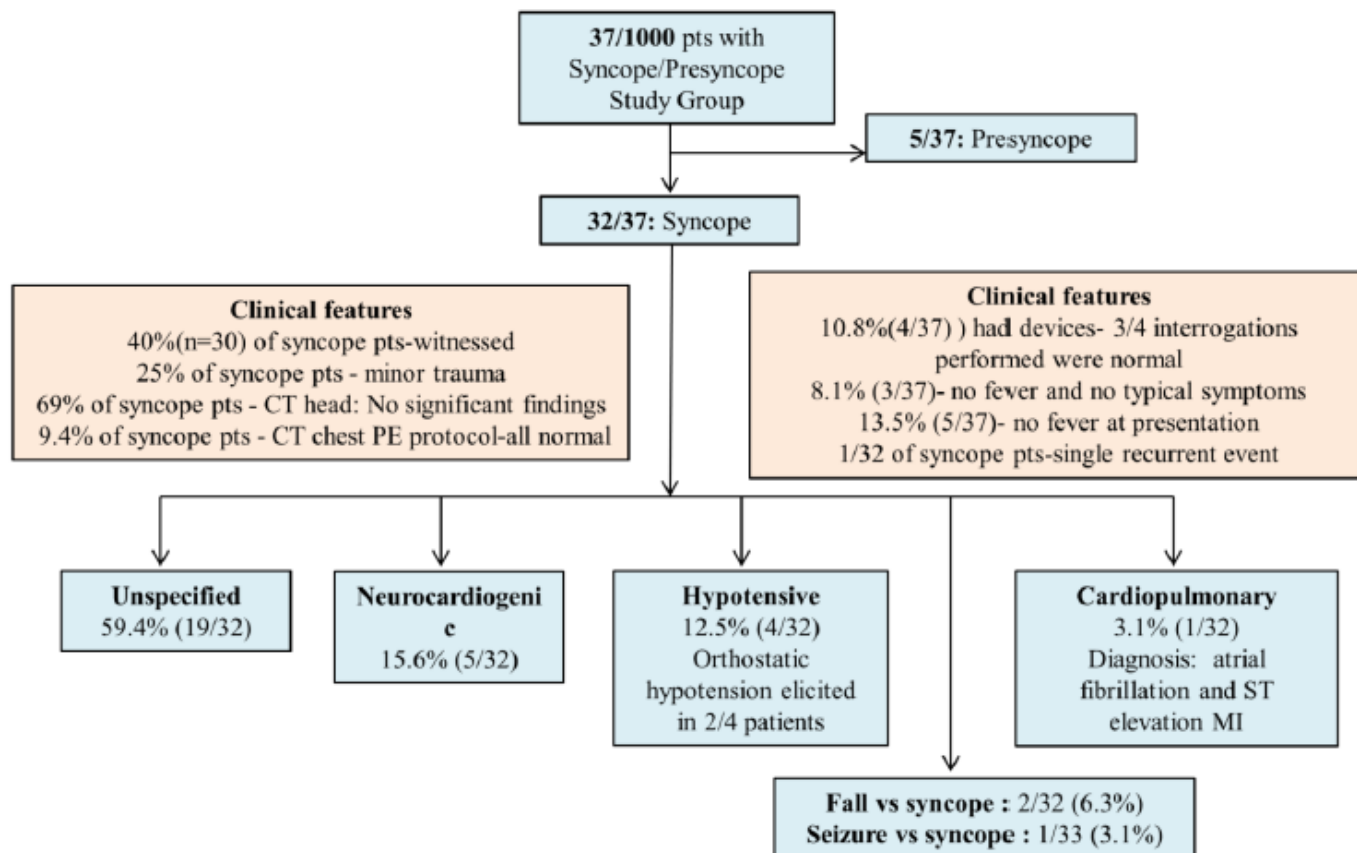 37/1000 pts with
Syncope/Presyncope
Study Group
5/37: Presyncope
32/37: Syncope
Clinical features
40%(n=30) of syncope pts-witnessed
25% of syncope pts - minor trauma
69% of syncope pts - CT head: No significant findings
9.4% of syncope pts - CT chest PE protocol-all normal
Clinical features
10.8%(4/37) ) had devices- 3/4 interrogations
performed were normal
8.1% (3/37)- no fever and no typical symptoms
13.5% (5/37)- no fever at presentation
1/32 of syncope pts-single recurrent event
Unspecified
59.4% (19/32)
Neurocardiogeni
c
15.6% (5/32)
Hypotensive
12.5% (4/32)
Orthostatic
hypotension elicited
in 2/4 patients
Cardiopulmonary
3.1% (1/32)
Diagnosis: atrial
fibrillation and ST
elevation MI
Fall vs syncope : 2/32 (6.3%)
Seizure vs syncope : 1/33 (3.1%)